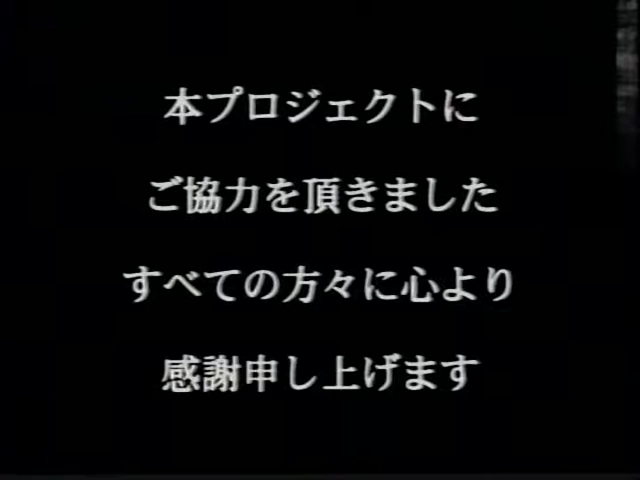 本プロジェクトに
ご協力を頂きました
すべての方々に心より
感謝申し上げます